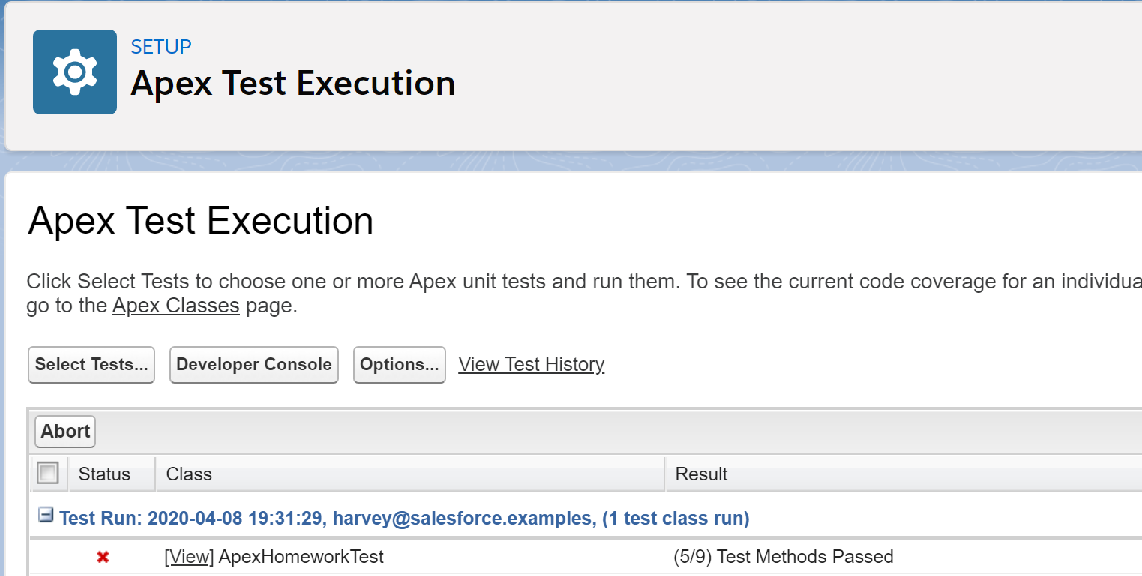 SETUP
Apex Test Execution
Apex Test Execution
Click Select Tests to choose one or more Apex unit tests and run them. To see the current code coverage for an individua
go to the Apex Classes page.
Select Tests... Developer Console Options... View Test History
Abort
Status Class Result
Test Run: 2020-04-08 19:31:29, harvey@salesforce.examples, (1 test class run)
[View] ApexHomeworkTest (5/9) Test Methods Passed